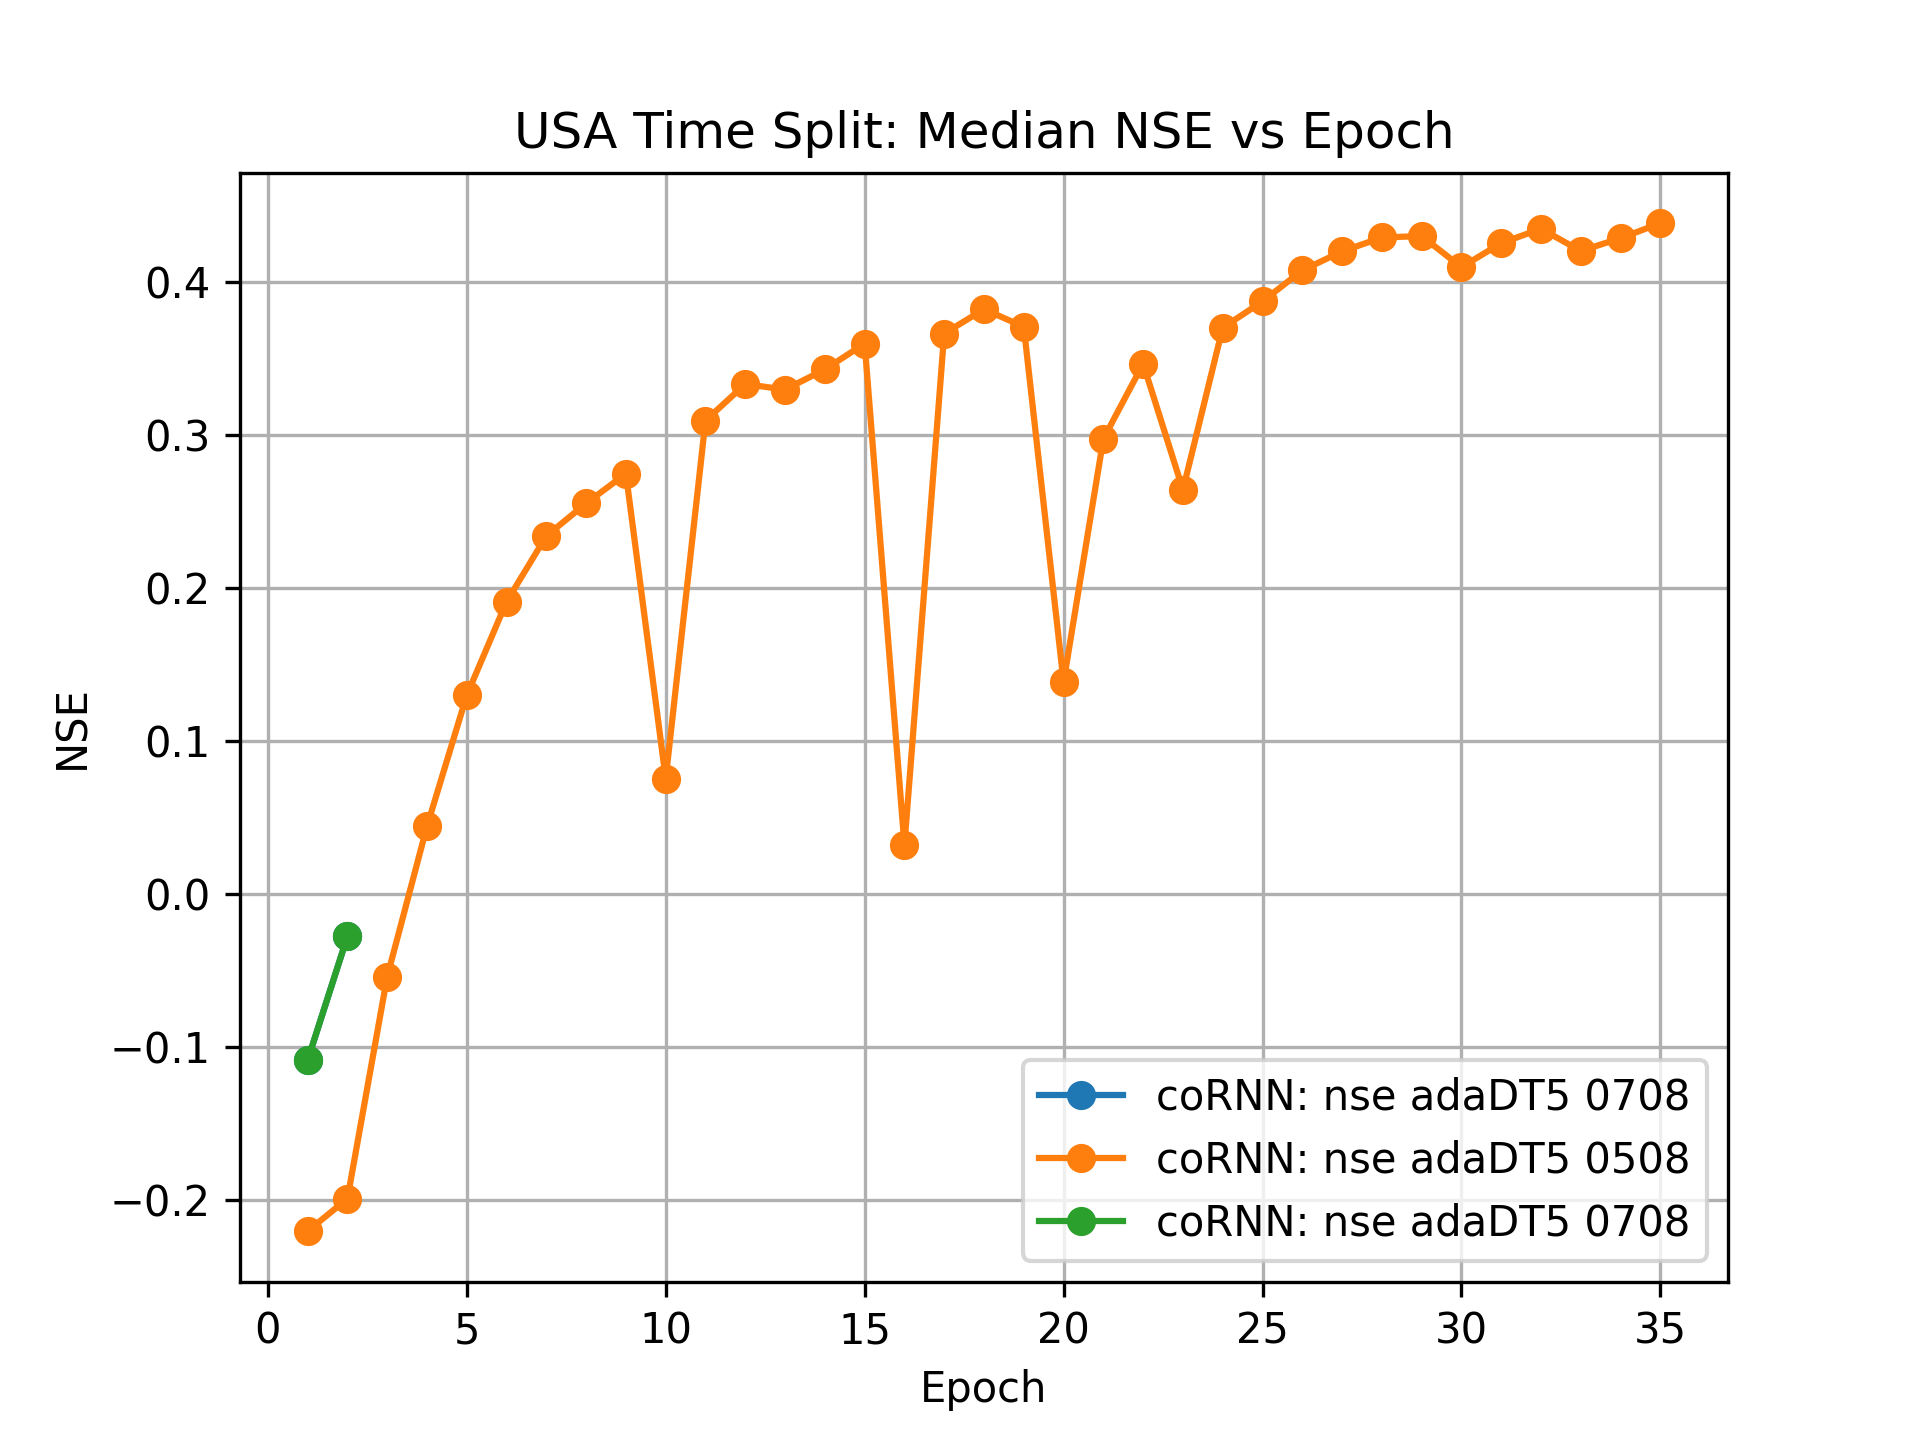 USA Time Split: Median NSE vs Epoch
NSE
0.4
0.3
0.2
0.1
0.0
−0.1
−0.2
coRNN: nse adaDT5 0708
coRNN: nse adaDT5 0508
coRNN: nse adaDT5 0708
0 5 10 15 20 25 30 35
Epoch